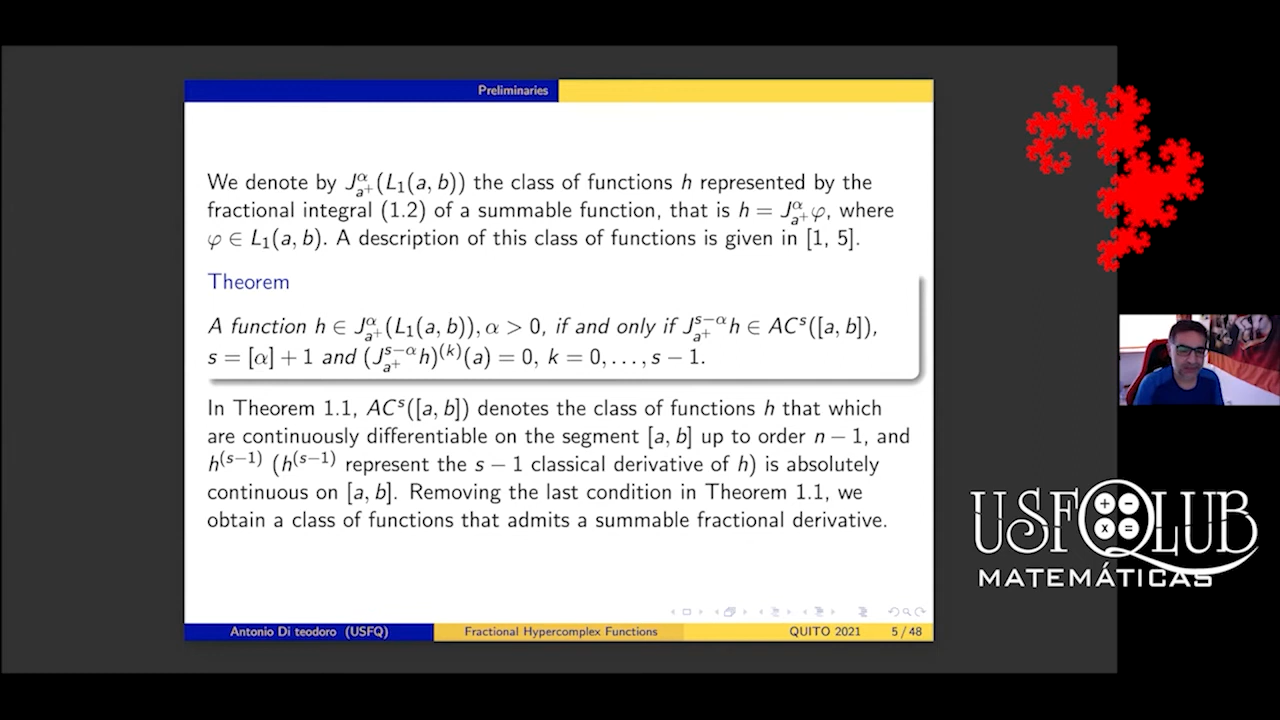 Preliminaries
We denote by J^α_{a^+}(L_1(a, b)) the class of functions h represented by the
fractional integral (1.2) of a summable function, that is h = J^α_{a^+}φ, where
φ ∈ L_1(a, b). A description of this class of functions is given in [1, 5].
Theorem
A function h ∈ J^α_{a^+}(L_1(a, b)), α > 0, if and only if J^{s−α}_{a^+}h ∈ AC^s([a, b]),
s = [α] + 1 and (J^{s−α}_{a^+}h)^{(k)}(a) = 0, k = 0, . . . , s − 1.
In Theorem 1.1, AC^s([a, b]) denotes the class of functions h that which
are continuously differentiable on the segment [a, b] up to order n − 1, and
h^{(s−1)} (h^{(s−1)} represent the s − 1 classical derivative of h) is absolutely
continuous on [a, b]. Removing the last condition in Theorem 1.1, we
obtain a class of functions that admits a summable fractional derivative.
Antonio Di teodoro (USFQ) Fractional Hypercomplex Functions QUITO 2021 5 / 48
USFQLUB
+ − × =
MATEMÁTICAS